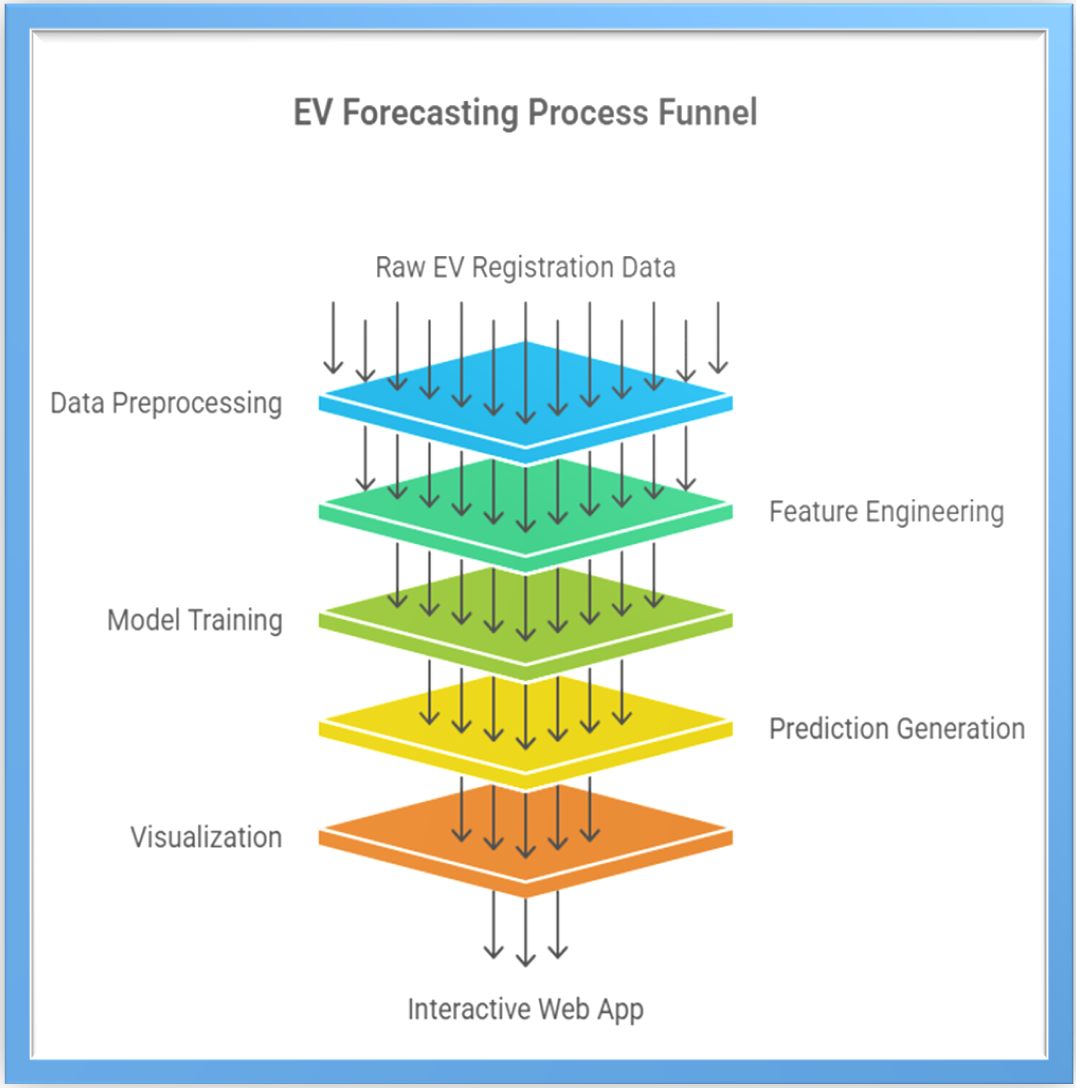 EV Forecasting Process Funnel
Raw EV Registration Data
Data Preprocessing
Feature Engineering
Model Training
Prediction Generation
Visualization
Interactive Web App